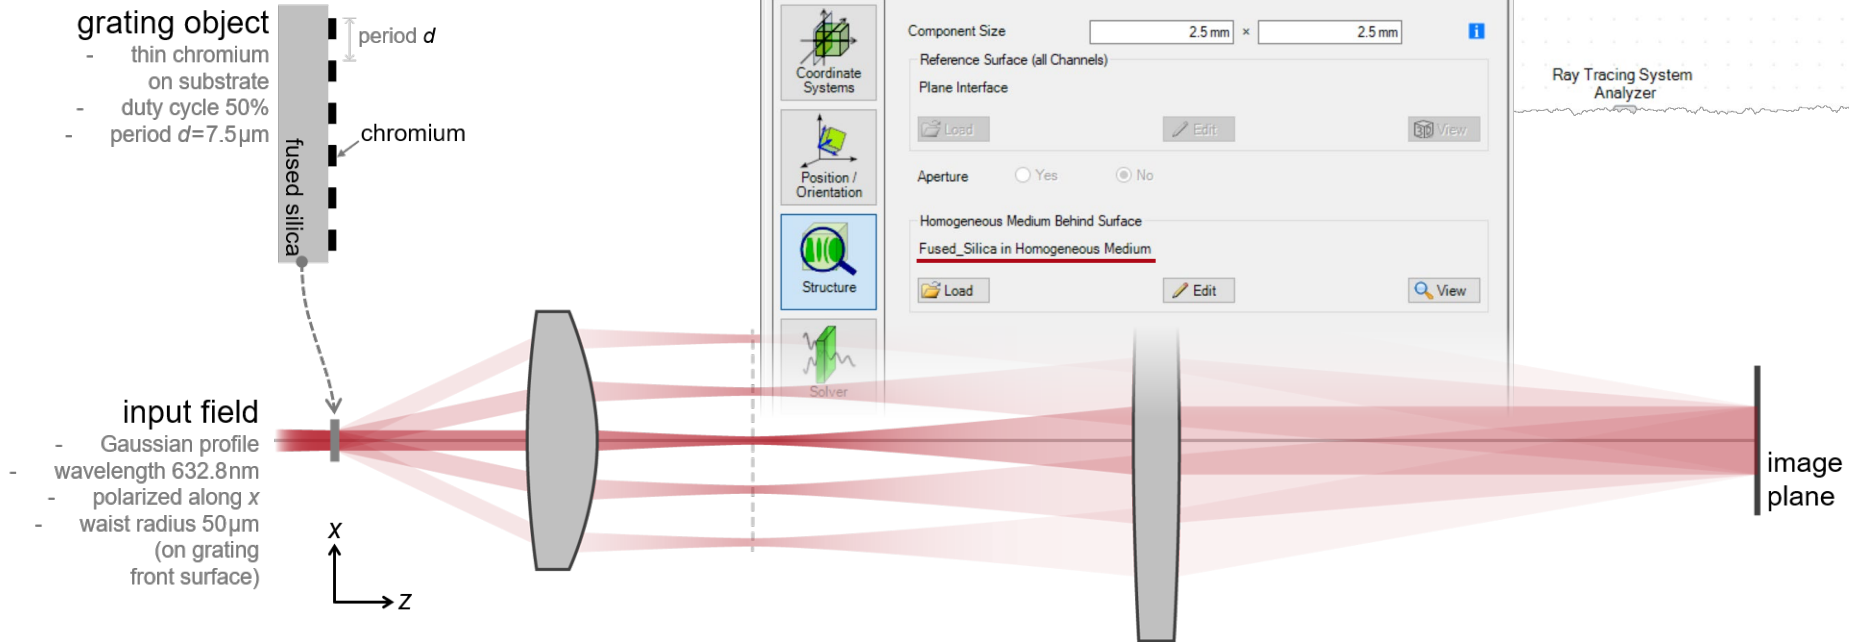 grating object
- thin chromium
on substrate
- duty cycle 50%
- period d=7.5µm
period d
chromium
fused silica
input field
- Gaussian profile
- wavelength 632.8nm
- polarized along x
- waist radius 50µm
(on grating
front surface)
x
z
Coordinate
Systems
Position /
Orientation
Structure
Solver
Component Size 2.5 mm × 2.5 mm
Reference Surface (all Channels)
Plane Interface
Load Edit View
Aperture Yes No
Homogeneous Medium Behind Surface
Fused_Silica in Homogeneous Medium
Load Edit View
Ray Tracing System
Analyzer
image
plane